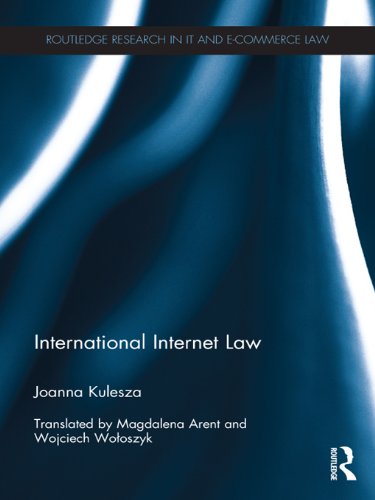 ROUTLEDGE RESEARCH IN IT AND E-COMMERCE LAW
International Internet Law
Joanna Kulesza
Translated by Magdalena Arent and
Wojciech Wołoszyk
ROUTLEDGE